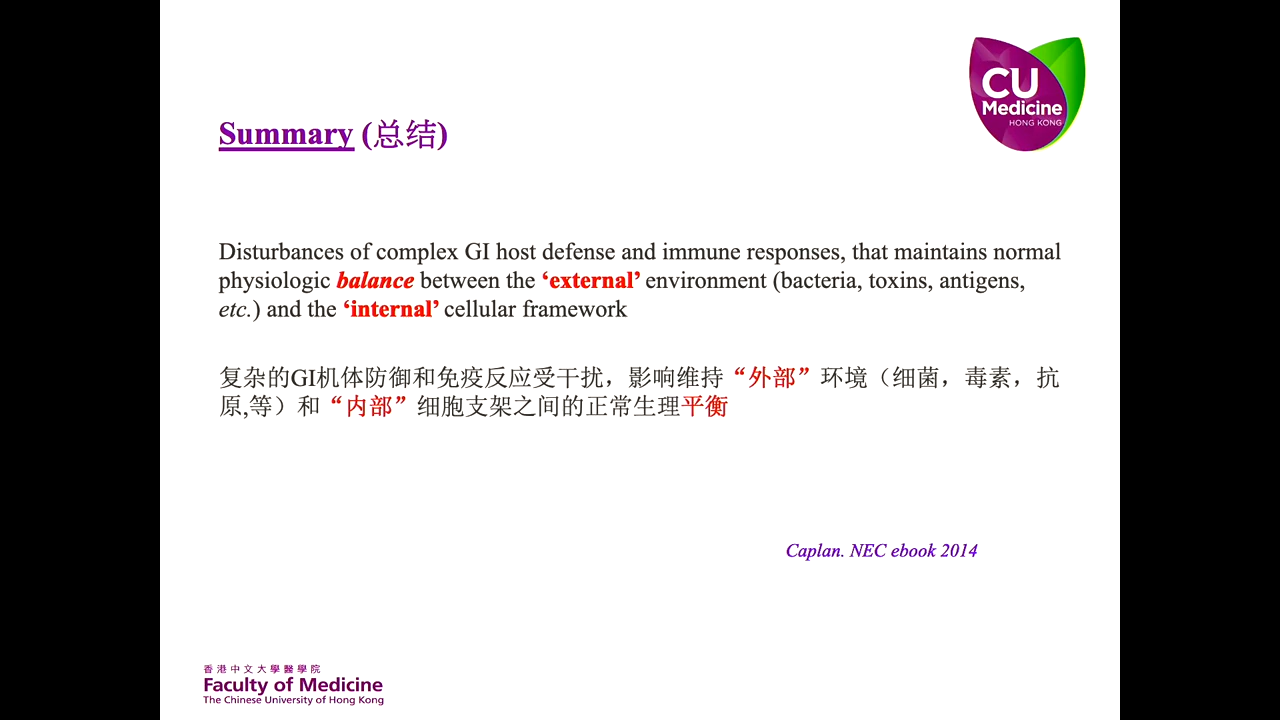 CU
Medicine
HONG KONG
Summary (总结)
Disturbances of complex GI host defense and immune responses, that maintains normal
physiologic balance between the ‘external’ environment (bacteria, toxins, antigens,
etc.) and the ‘internal’ cellular framework
复杂的GI机体防御和免疫反应受干扰，影响维持“外部”环境（细菌，毒素，抗
原,等）和“内部”细胞支架之间的正常生理平衡
Caplan. NEC ebook 2014
香港中文大學醫學院
Faculty of Medicine
The Chinese University of Hong Kong